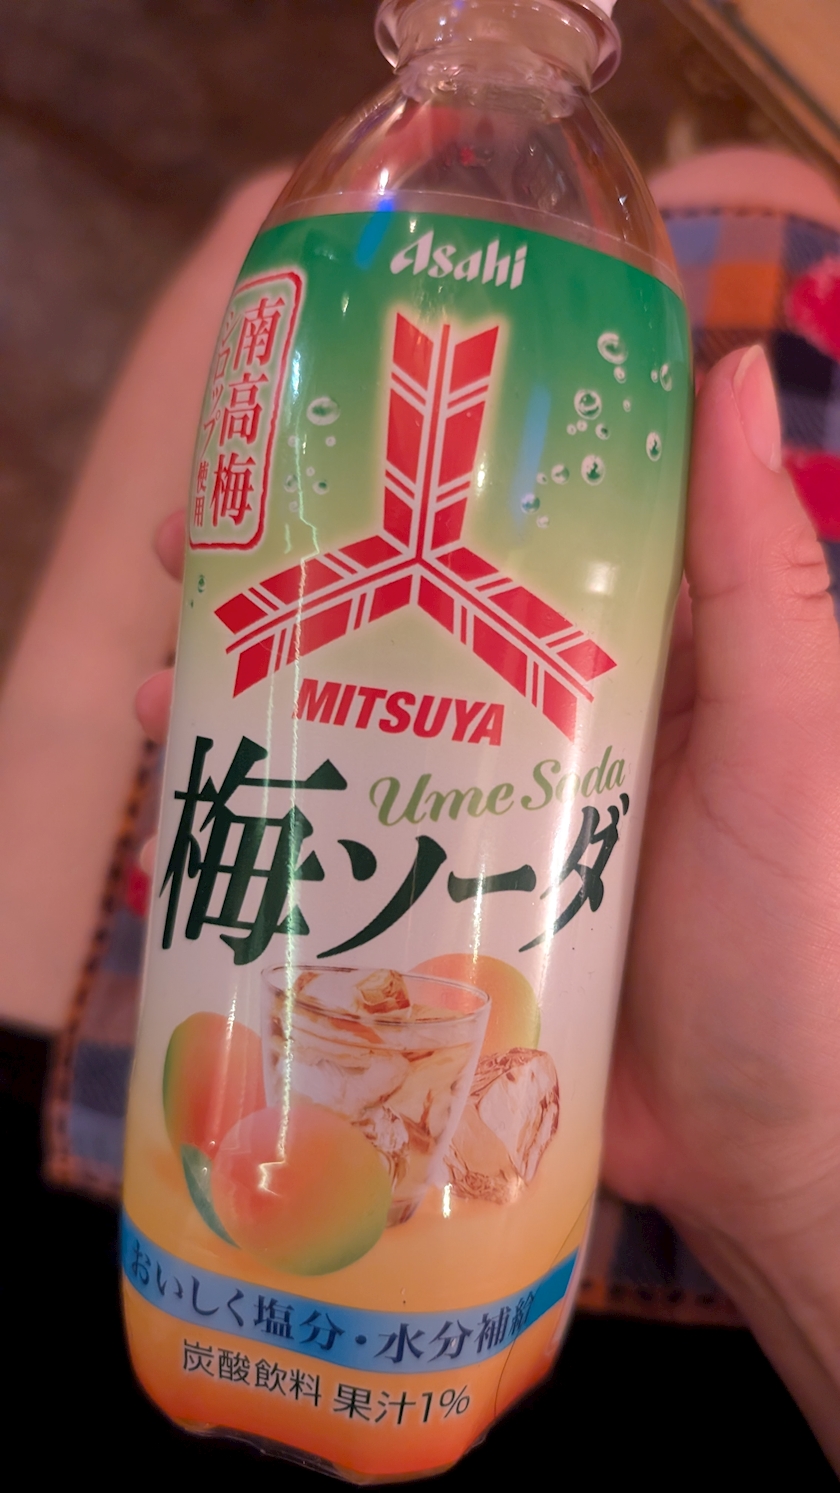 Asahi
南高梅
シロップ使用
MITSUYA
Ume Soda
梅ソーダ
おいしく塩分・水分補給
炭酸飲料 果汁1%